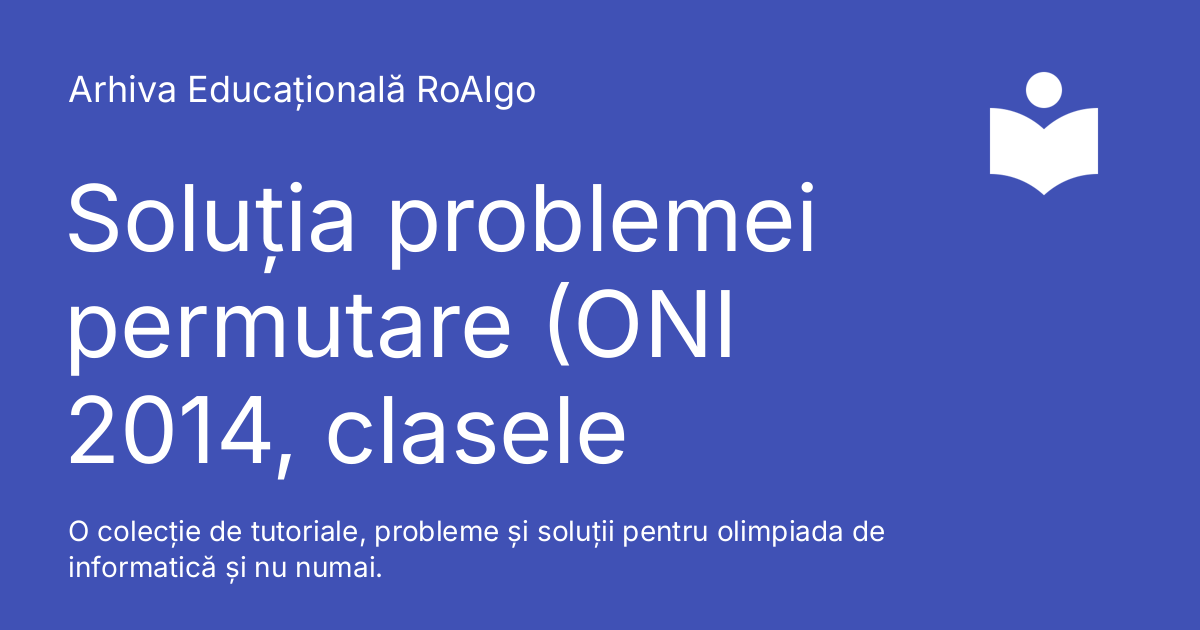 Arhiva Educațională RoAlgo
Soluția problemei
permutare (ONI
2014, clasele
O colecție de tutoriale, probleme și soluții pentru olimpiada de
informatică și nu numai.